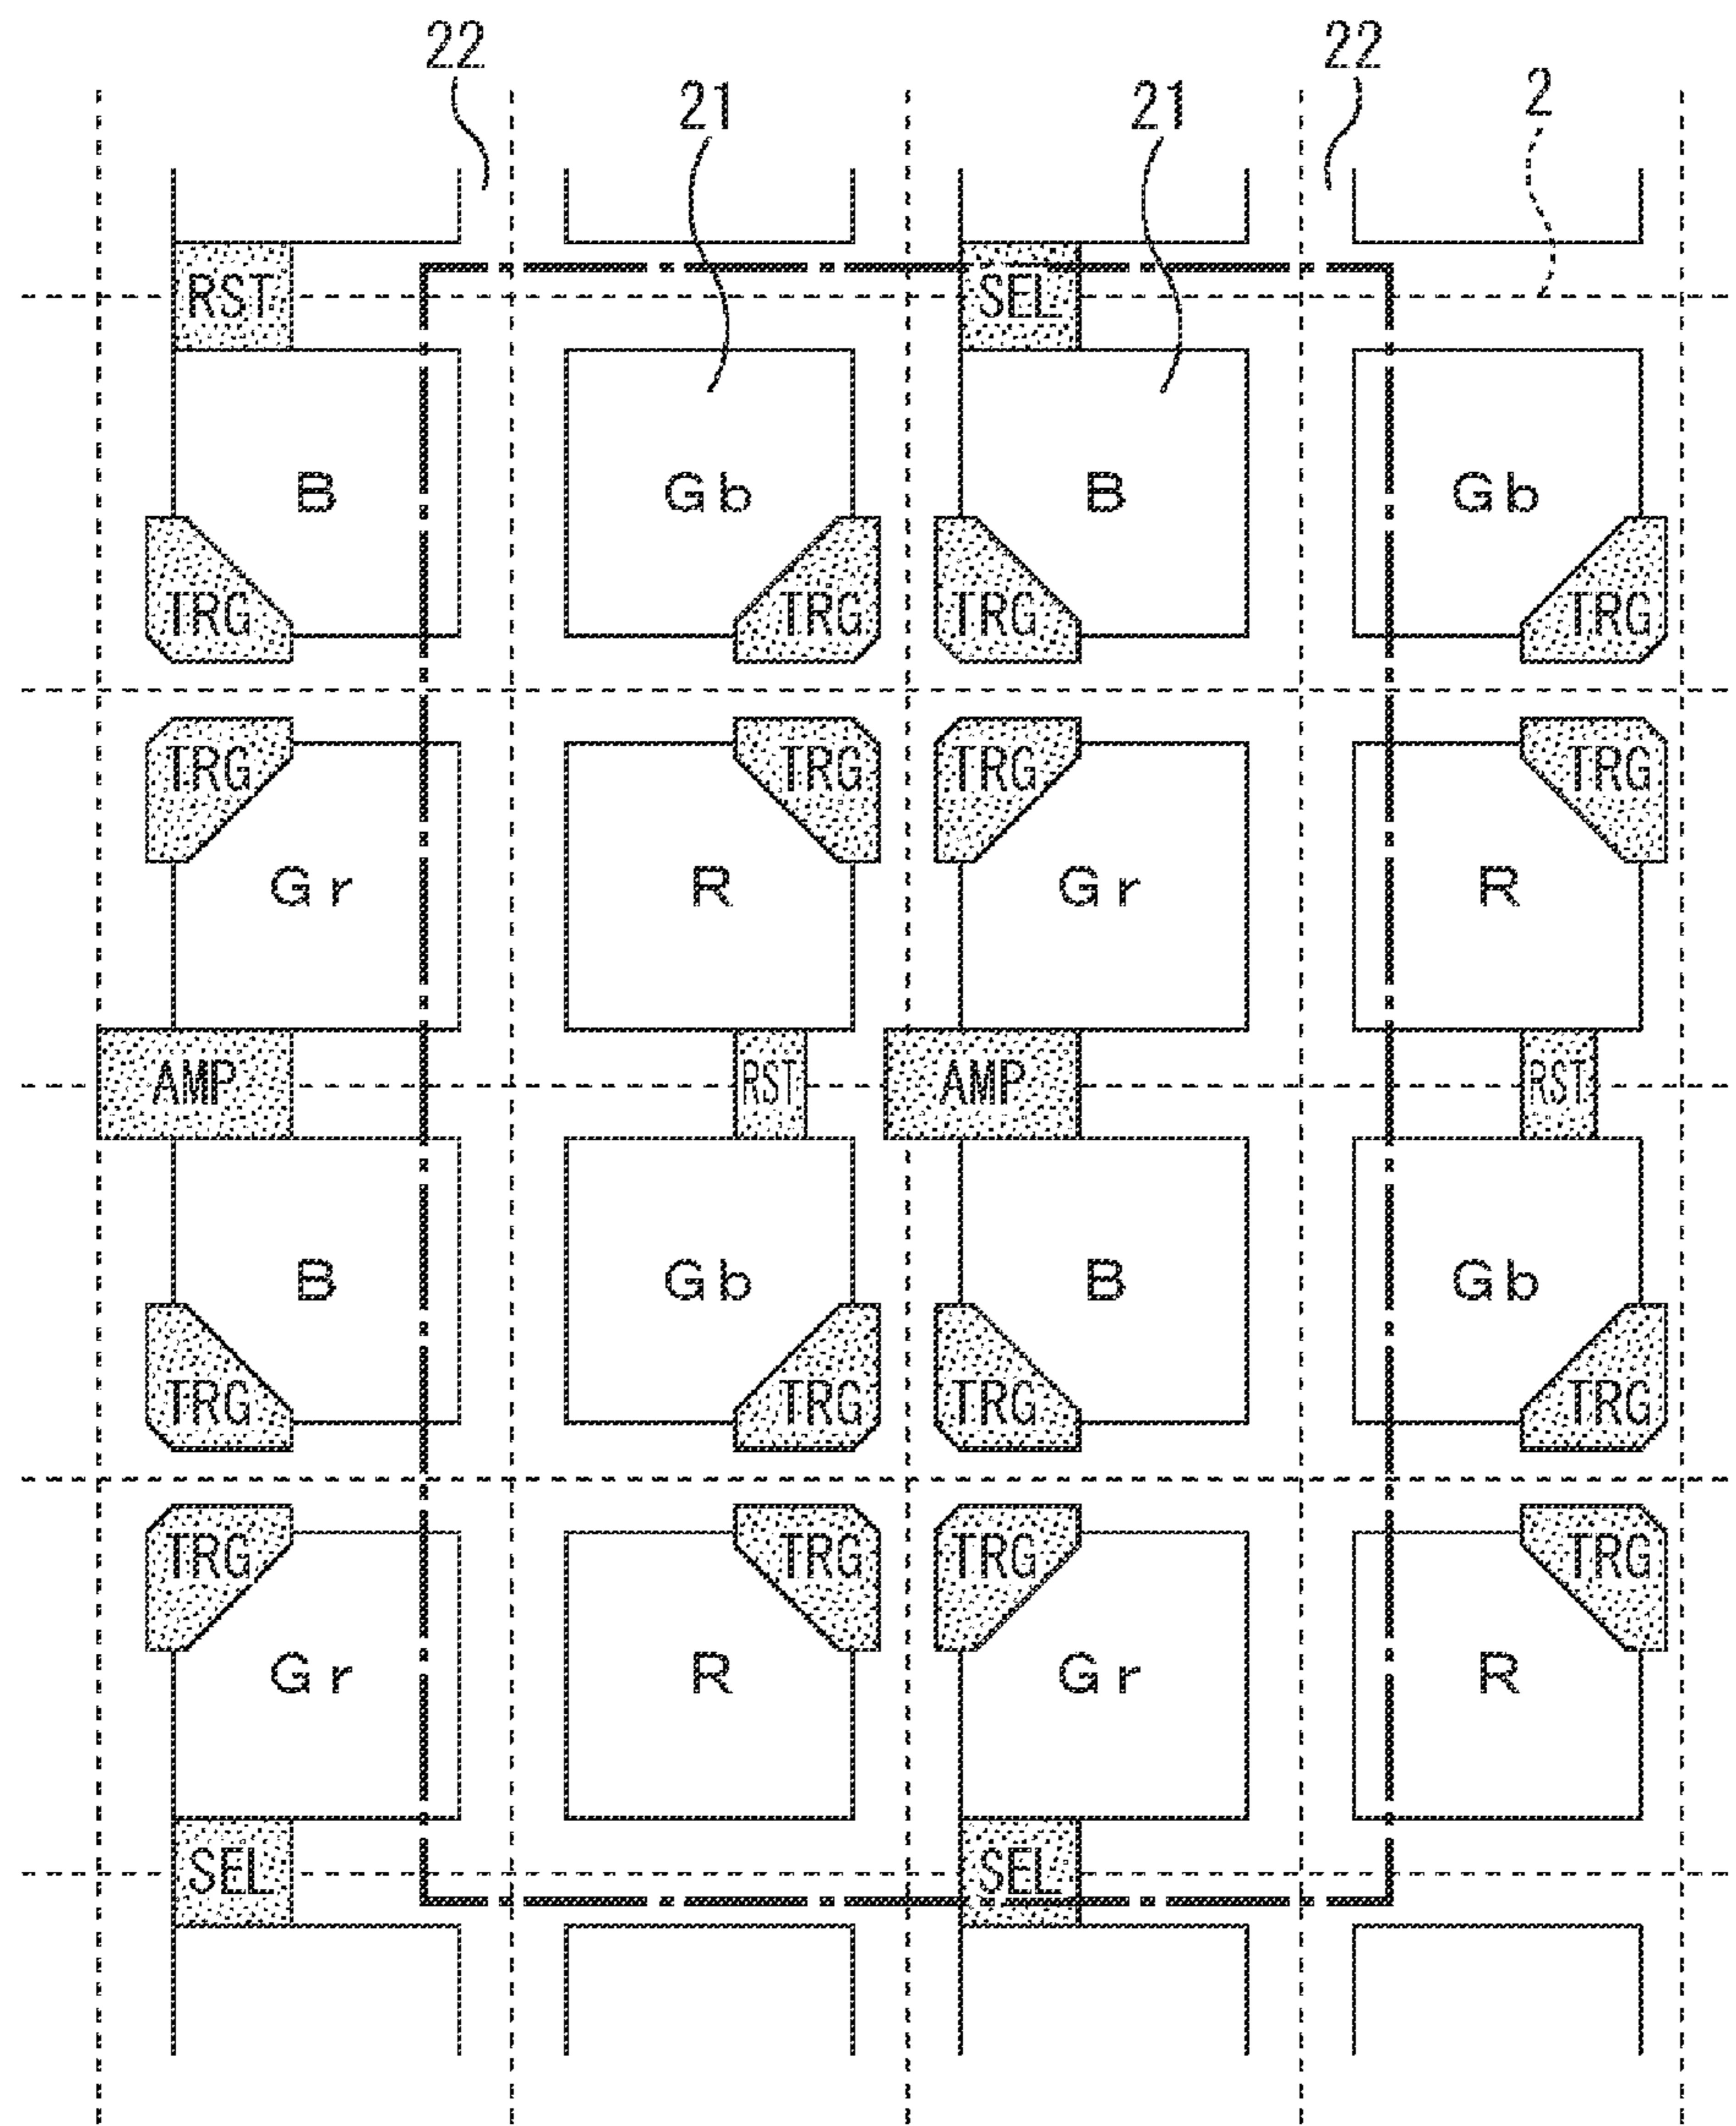 22 22
21 21 2
RST SEL
B Gb B Gb
TRG TRG TRG TRG
TRG TRG TRG TRG
Gr R Gr R
AMP RST AMP RST
B Gb B Gb
TRG TRG TRG TRG
TRG TRG TRG TRG
Gr R Gr R
SEL SEL